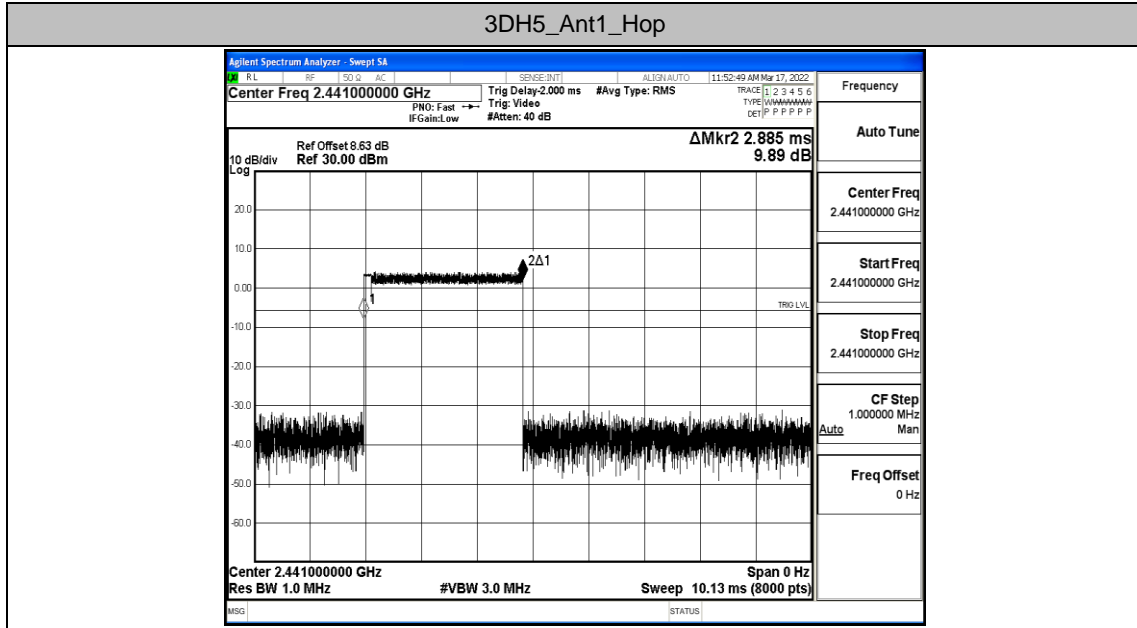 3DH5_Ant1_Hop
Agilent Spectrum Analyzer - Swept SA
RL RF 50 Ω AC SENSE:INT ALIGNAUTO 11:52:49 AM Mar 17, 2022
Center Freq 2.441000000 GHz
PNO: Fast
IFGain:Low
Trig Delay-2.000 ms
Trig: Video
#Atten: 40 dB
#Avg Type: RMS
TRACE 1 2 3 4 5 6
TYPE
DET P P P P P P
Ref Offset 8.63 dB
10 dB/div Ref 30.00 dBm
Log
ΔMkr2 2.885 ms
9.89 dB
20.0
10.0
0.00
-10.0
-20.0
-30.0
-40.0
-50.0
-60.0
2Δ1
1
TRIG LVL
Center 2.441000000 GHz Span 0 Hz
Res BW 1.0 MHz #VBW 3.0 MHz Sweep 10.13 ms (8000 pts)
MSG STATUS
Frequency
Auto Tune
Center Freq
2.441000000 GHz
Start Freq
2.441000000 GHz
Stop Freq
2.441000000 GHz
CF Step
1.000000 MHz
Auto Man
Freq Offset
0 Hz